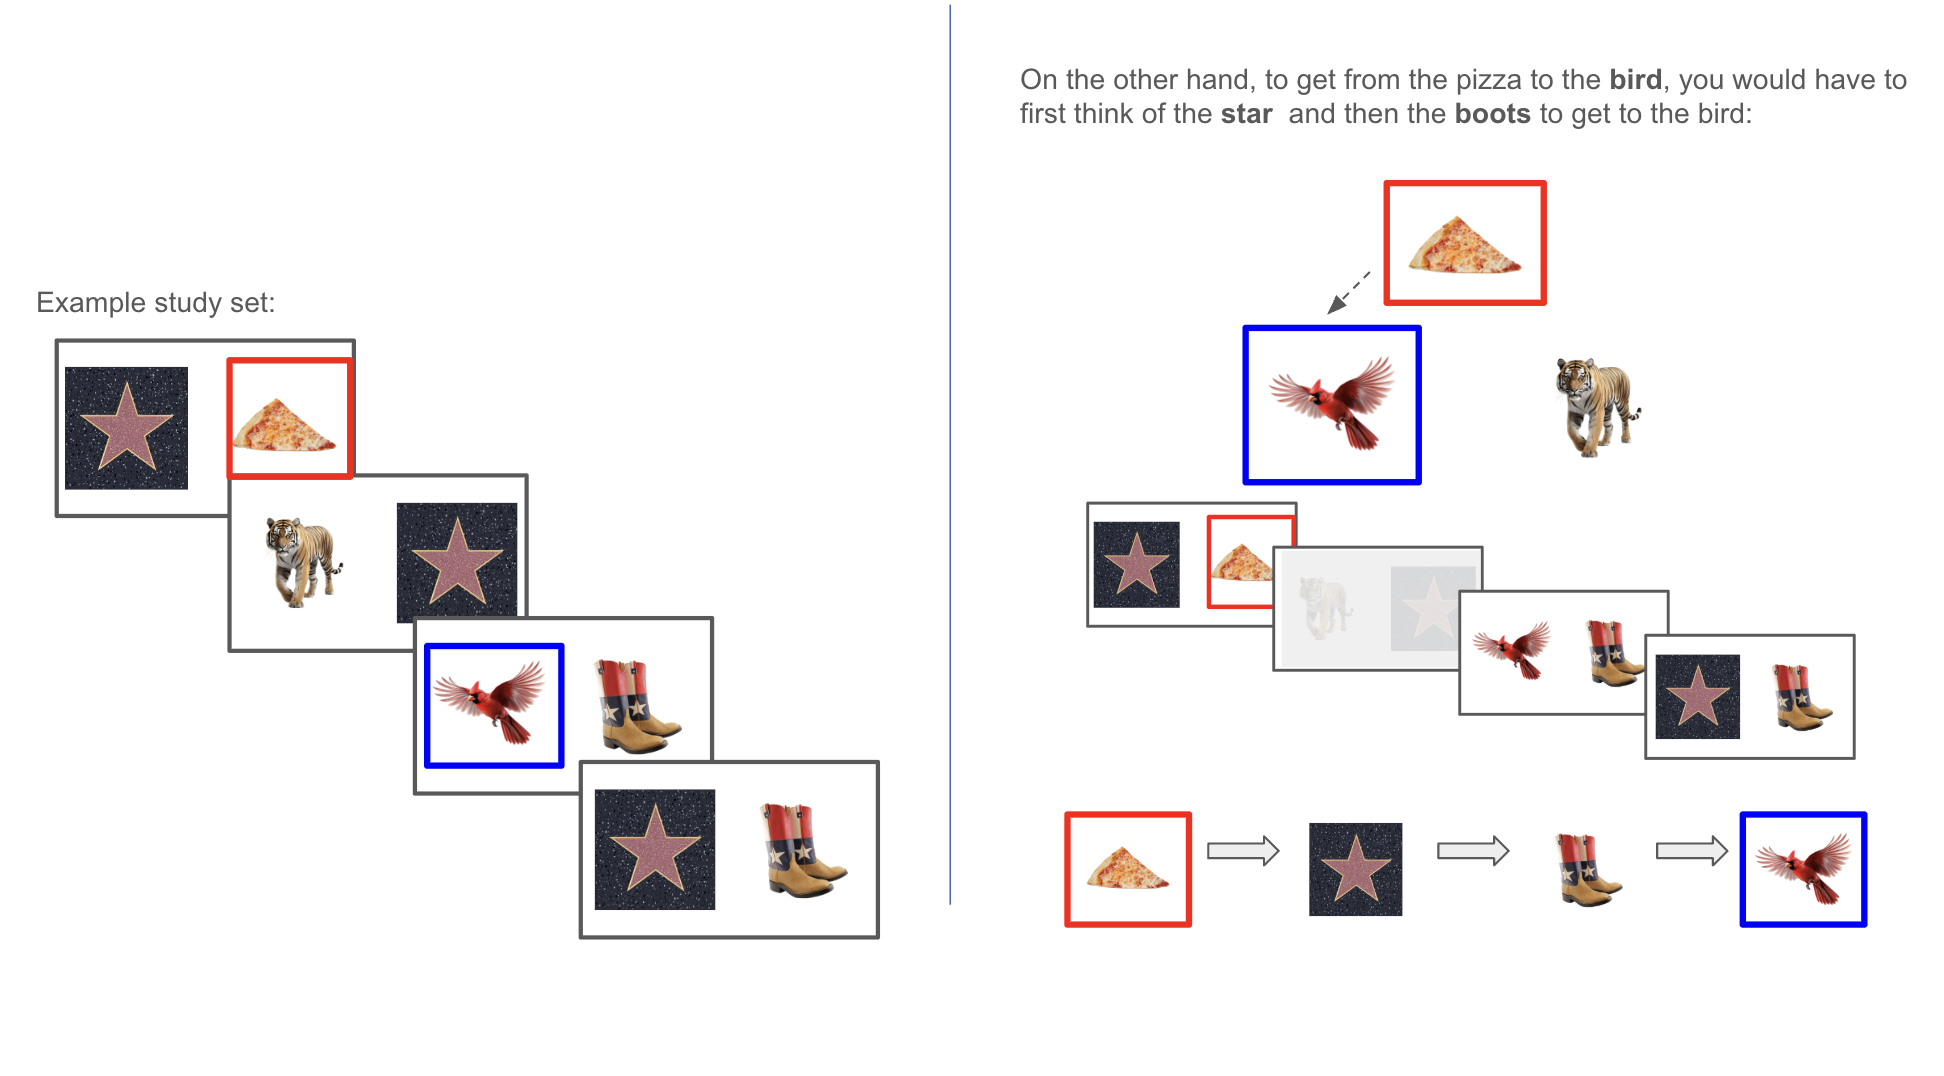 Example study set:
On the other hand, to get from the pizza to the bird, you would have to
first think of the star  and then the boots to get to the bird: